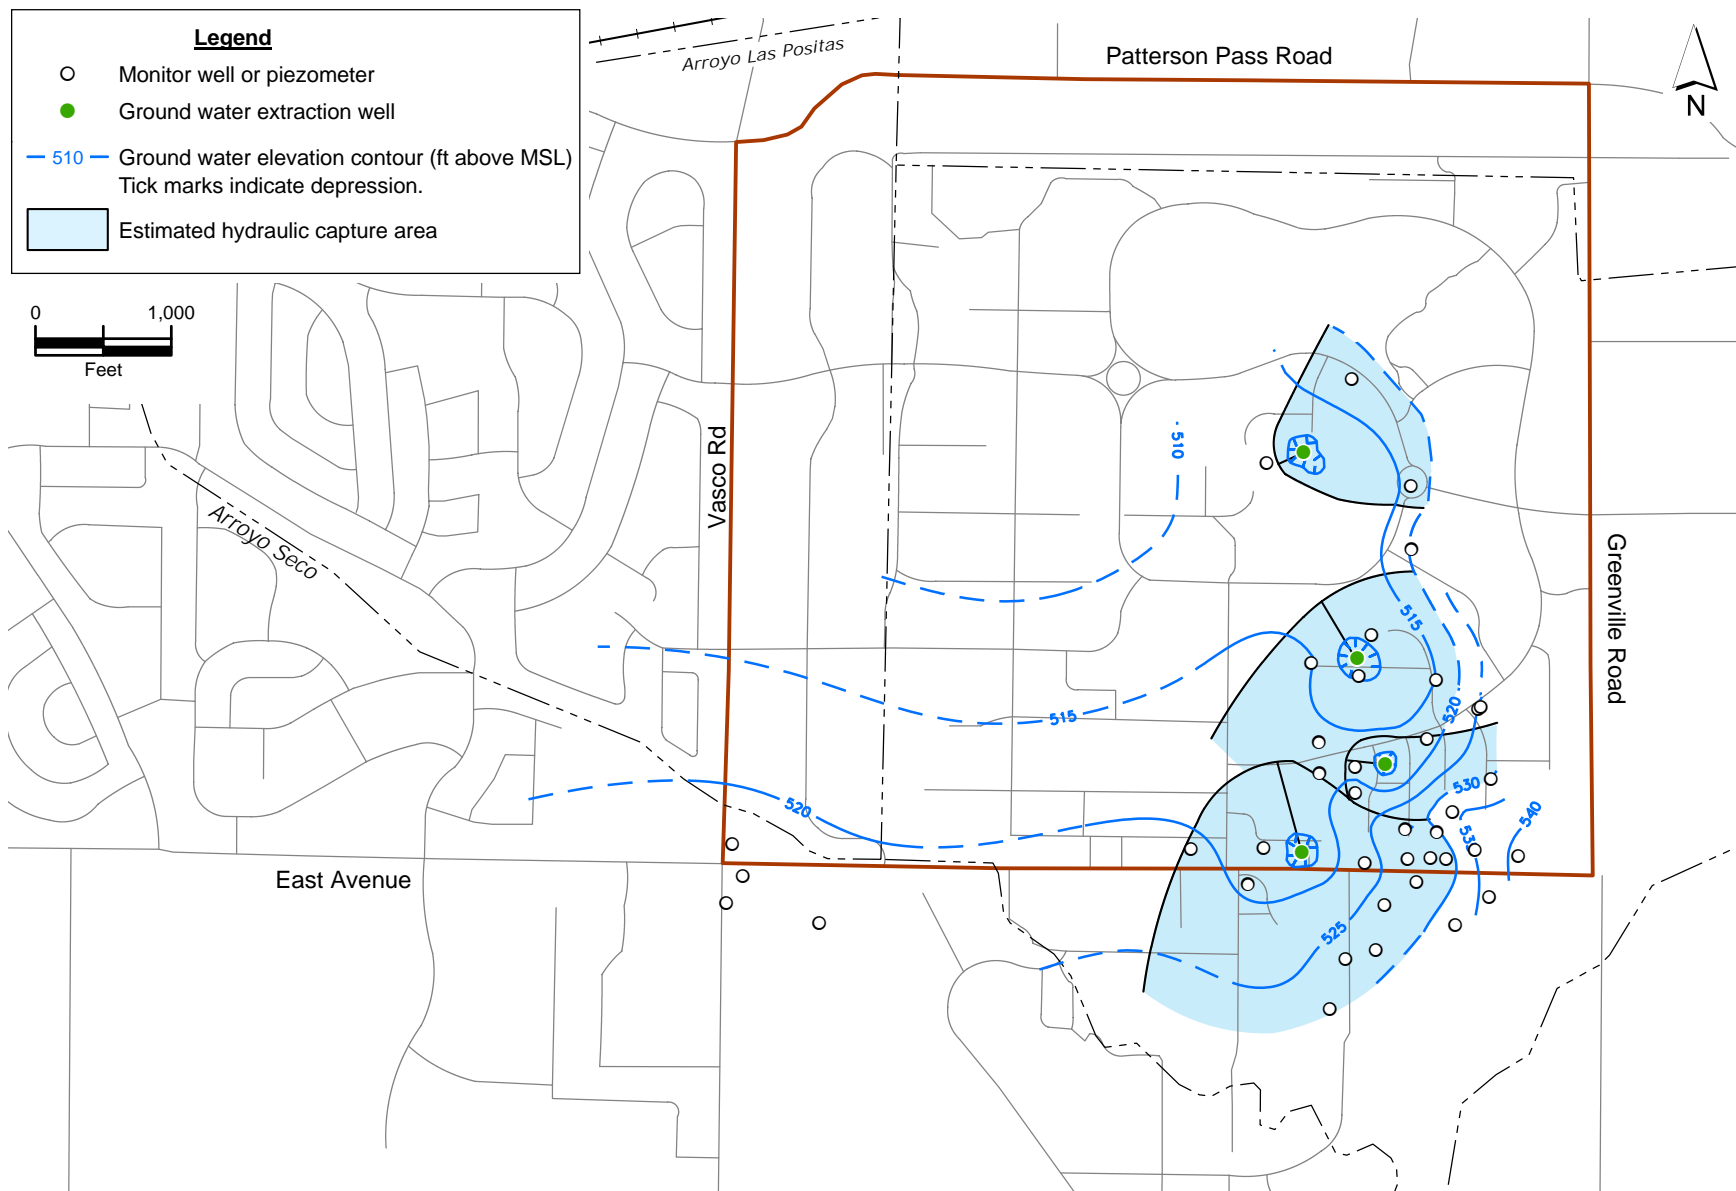 Legend
Monitor well or piezometer
Ground water extraction well
510 Ground water elevation contour (ft above MSL)
Tick marks indicate depression.
Estimated hydraulic capture area
0 1,000
Feet
Arroyo Las Positas
Patterson Pass Road
N
Vasco Rd
Arroyo Seco
Greenville Road
East Avenue
510
515
515
520
520
530
530
540
525